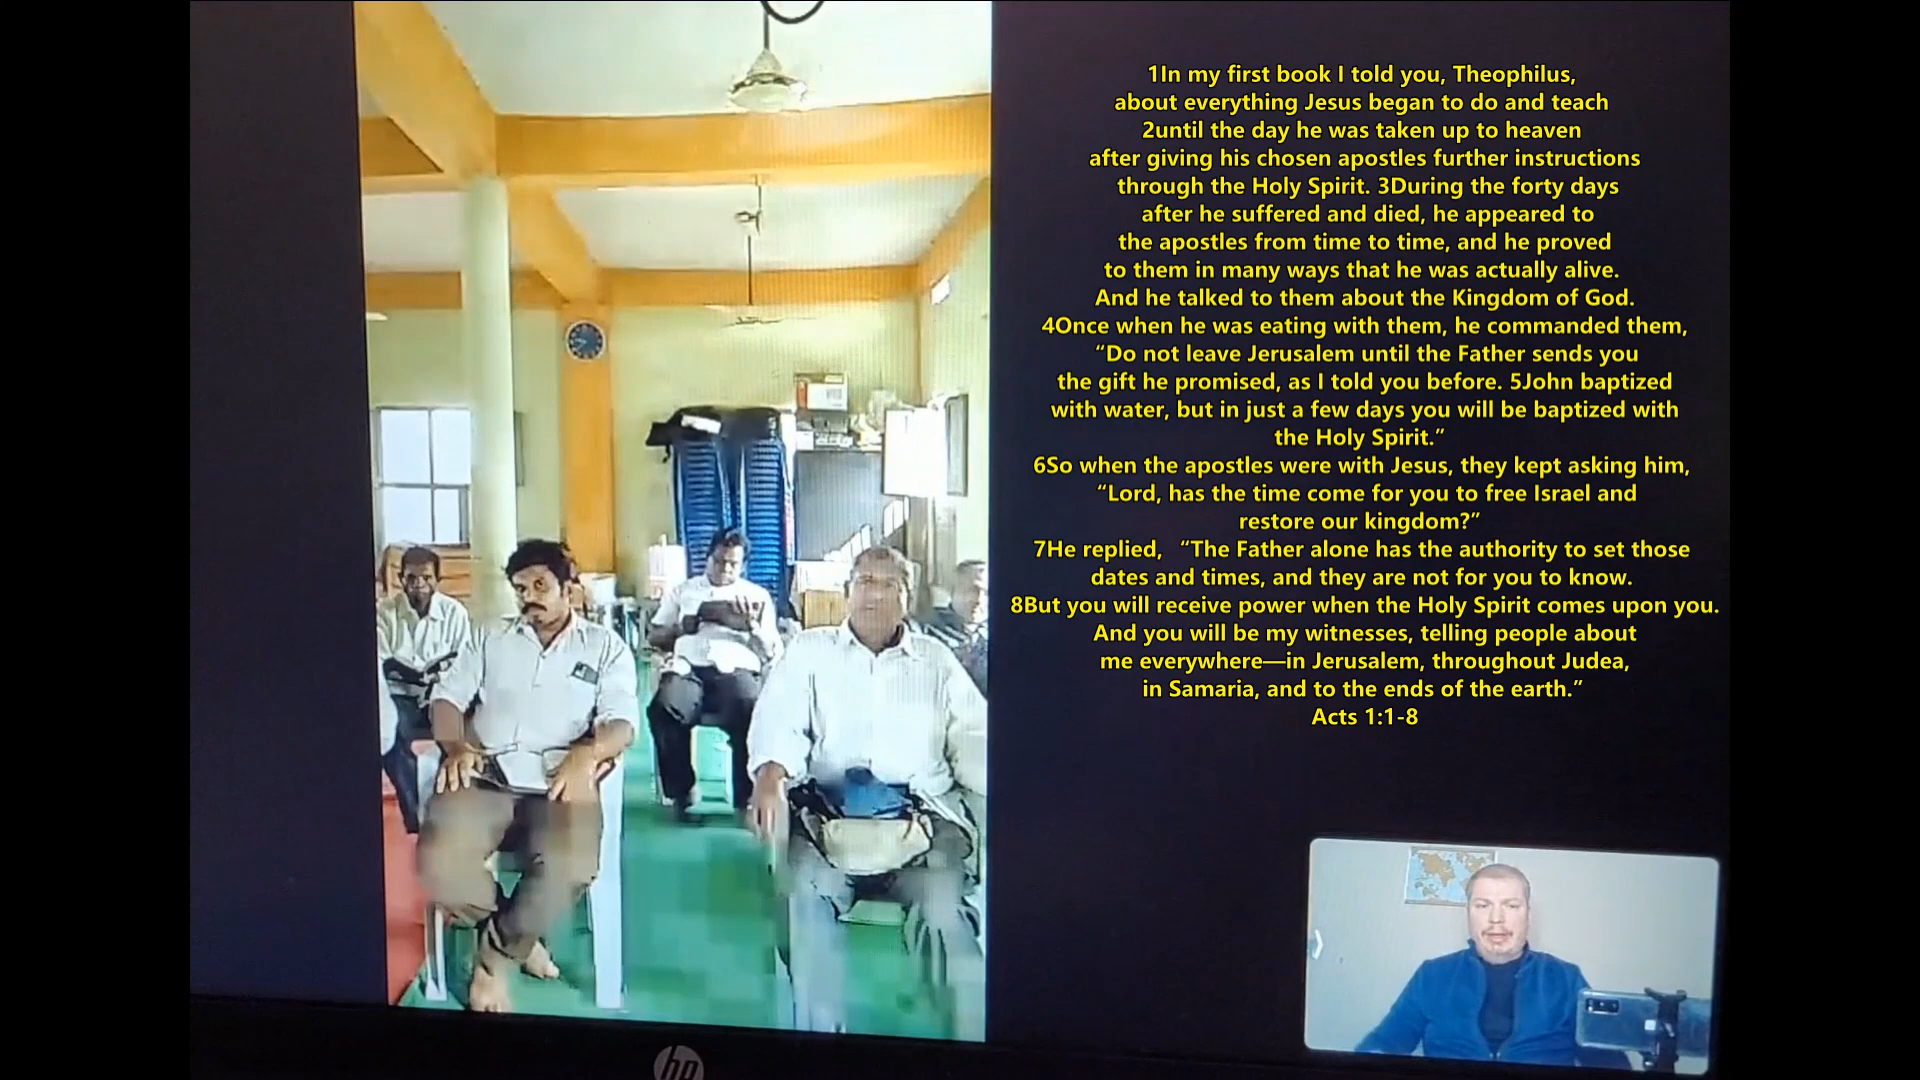 1In my first book I told you, Theophilus,
about everything Jesus began to do and teach
2until the day he was taken up to heaven
after giving his chosen apostles further instructions
through the Holy Spirit. 3During the forty days
after he suffered and died, he appeared to
the apostles from time to time, and he proved
to them in many ways that he was actually alive.
And he talked to them about the Kingdom of God.
4Once when he was eating with them, he commanded them,
“Do not leave Jerusalem until the Father sends you
the gift he promised, as I told you before. 5John baptized
with water, but in just a few days you will be baptized with
the Holy Spirit.”
6So when the apostles were with Jesus, they kept asking him,
“Lord, has the time come for you to free Israel and
restore our kingdom?”
7He replied, “The Father alone has the authority to set those
dates and times, and they are not for you to know.
8But you will receive power when the Holy Spirit comes upon you.
And you will be my witnesses, telling people about
me everywhere—in Jerusalem, throughout Judea,
in Samaria, and to the ends of the earth.”
Acts 1:1-8
hp